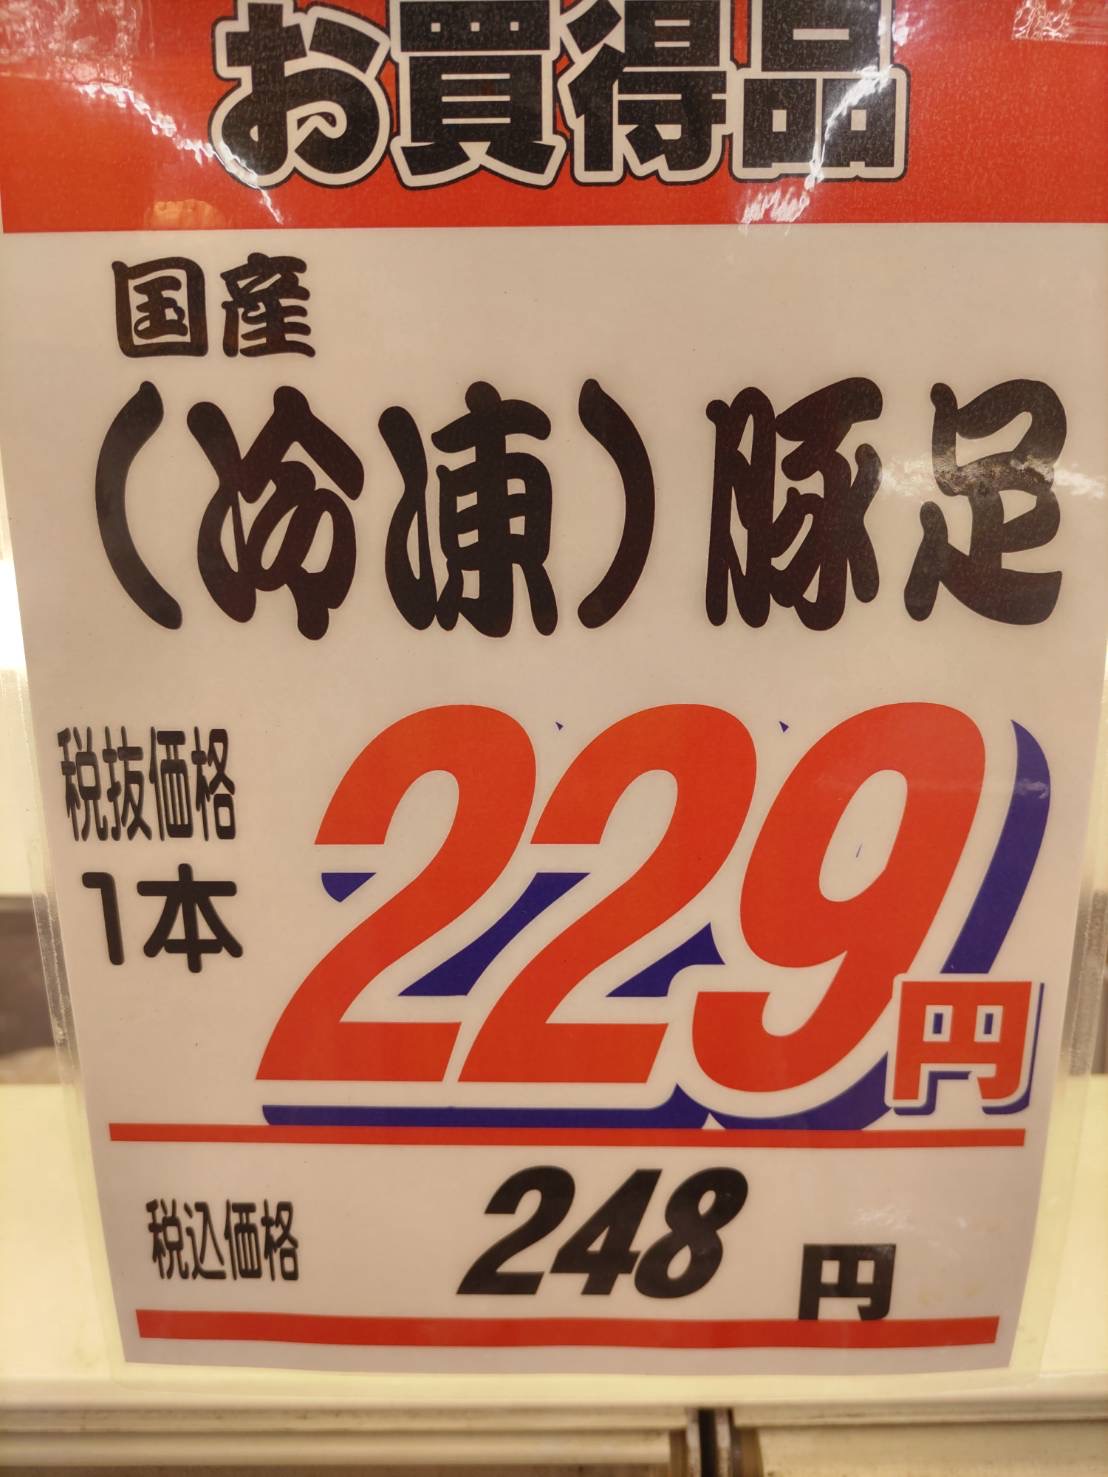 お買得品
国産
（冷凍）豚足
税抜価格
1本
229円
税込価格 248円